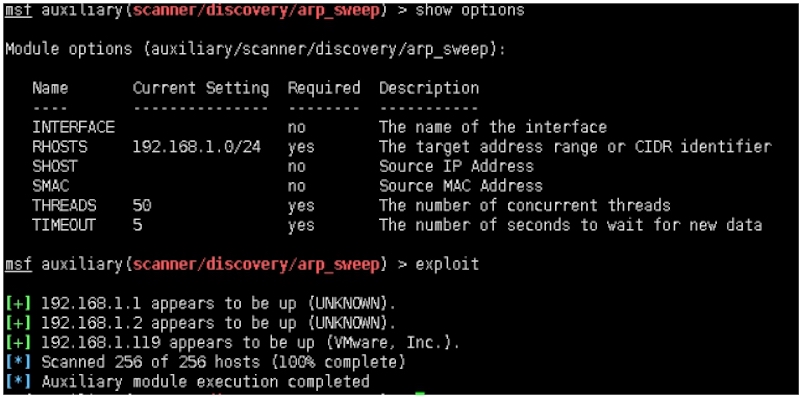 msf auxiliary(scanner/discovery/arp_sweep) > show options
Module options (auxiliary/scanner/discovery/arp_sweep):
Name Current Setting Required Description
---- --------------- -------- -----------
INTERFACE no The name of the interface
RHOSTS 192.168.1.0/24 yes The target address range or CIDR identifier
SHOST no Source IP Address
SMAC no Source MAC Address
THREADS 50 yes The number of concurrent threads
TIMEOUT 5 yes The number of seconds to wait for new data
msf auxiliary(scanner/discovery/arp_sweep) > exploit
[+] 192.168.1.1 appears to be up (UNKNOWN).
[+] 192.168.1.2 appears to be up (UNKNOWN).
[+] 192.168.1.119 appears to be up (VMware, Inc.).
[*] Scanned 256 of 256 hosts (100% complete)
[*] Auxiliary module execution completed